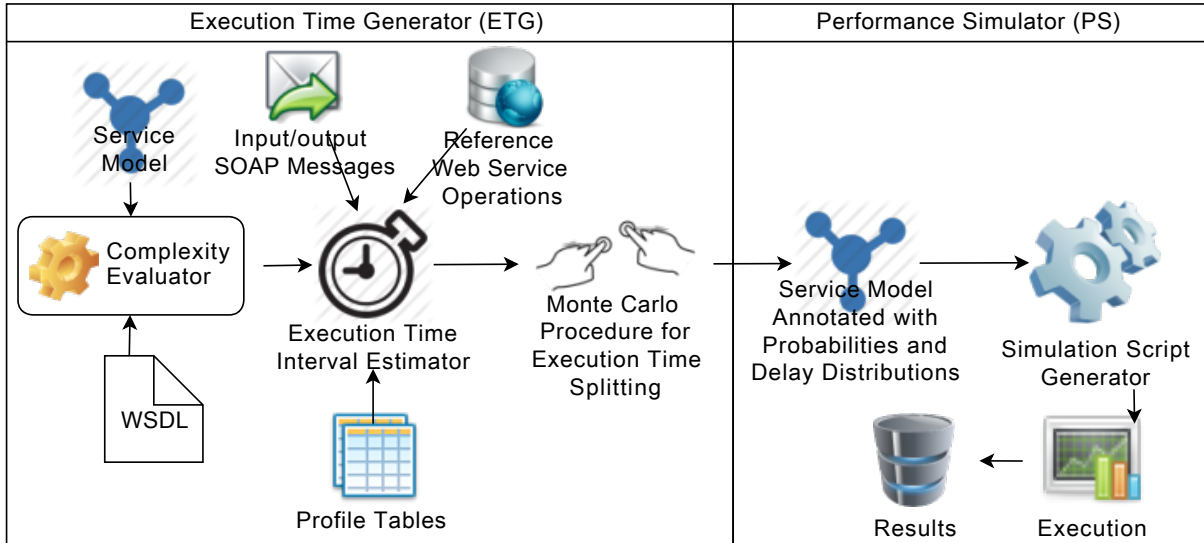 Execution Time Generator (ETG)
Performance Simulator (PS)
Service
Model
Input/output
SOAP Messages
Reference
Web Service
Operations
Complexity
Evaluator
WSDL
Execution Time
Interval Estimator
Profile Tables
Monte Carlo
Procedure for
Execution Time
Splitting
Service Model
Annotated with
Probabilities and
Delay Distributions
Simulation Script
Generator
Results
Execution